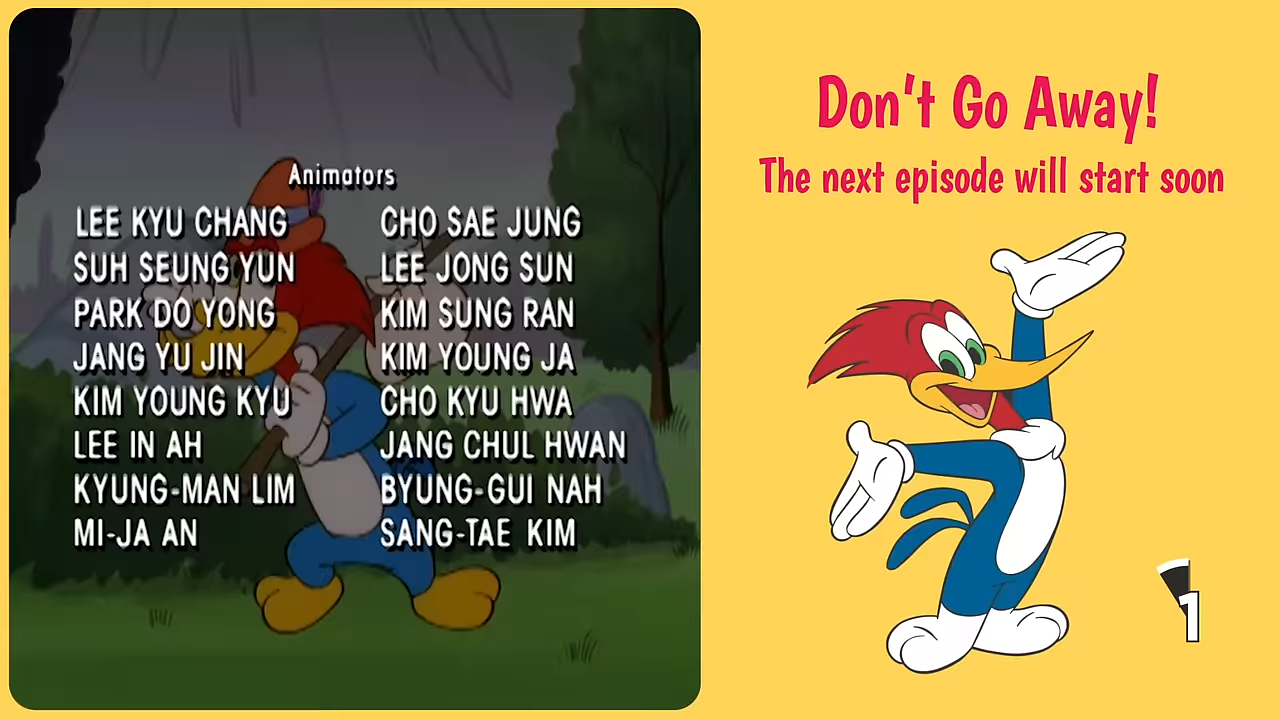 Animators
LEE KYU CHANG
SUH SEUNG YUN
PARK DO YONG
JANG YU JIN
KIM YOUNG KYU
LEE IN AH
KYUNG-MAN LIM
MI-JA AN
CHO SAE JUNG
LEE JONG SUN
KIM SUNG RAN
KIM YOUNG JA
CHO KYU HWA
JANG CHUL HWAN
BYUNG-GUI NAH
SANG-TAE KIM
Don't Go Away!
The next episode will start soon
1